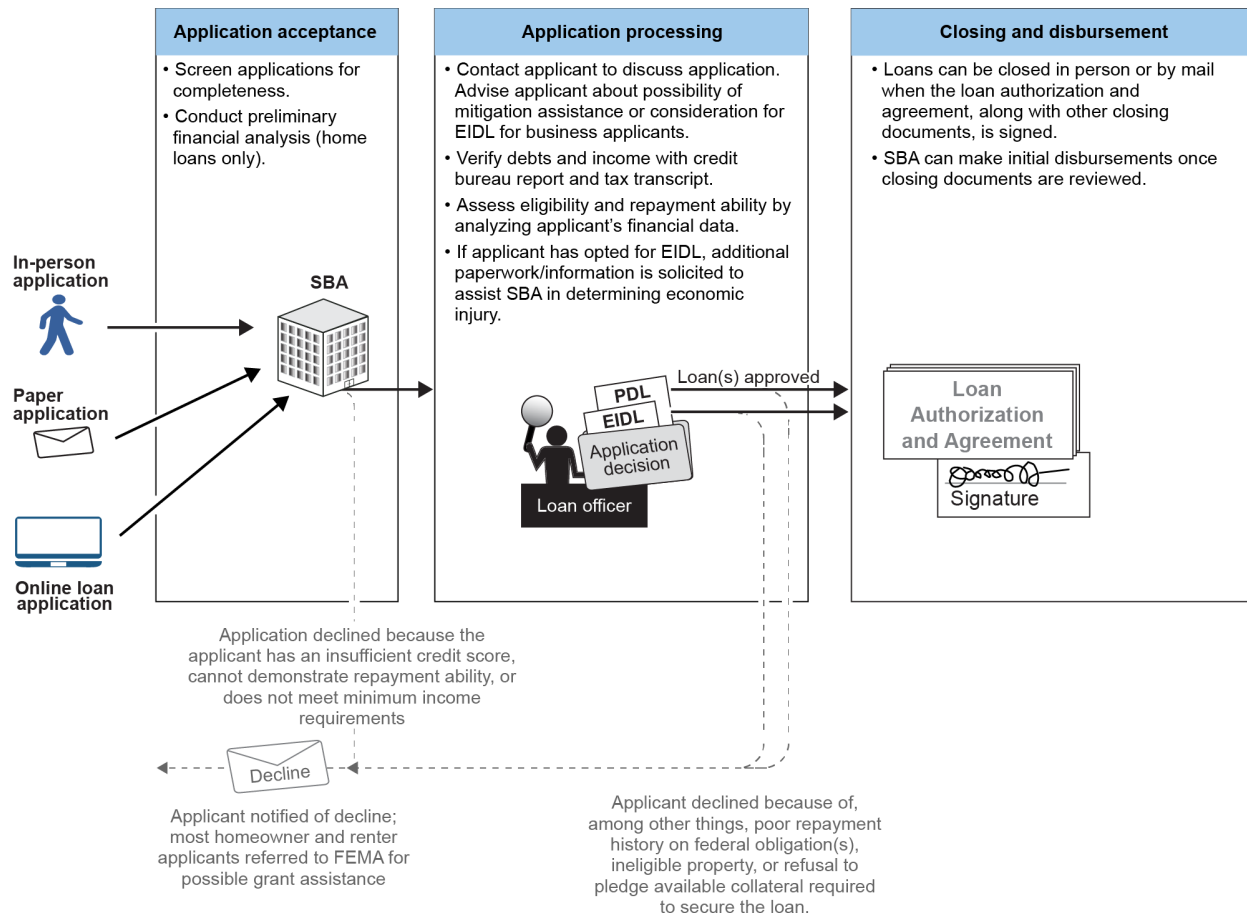 Application acceptance
• Screen applications for
completeness.
• Conduct preliminary
financial analysis (home
loans only).
Application processing
• Contact applicant to discuss application.
Advise applicant about possibility of
mitigation assistance or consideration for
EIDL for business applicants.
• Verify debts and income with credit
bureau report and tax transcript.
• Assess eligibility and repayment ability by
analyzing applicant’s financial data.
• If applicant has opted for EIDL, additional
paperwork/information is solicited to
assist SBA in determining economic
injury.
Closing and disbursement
• Loans can be closed in person or by mail
when the loan authorization and
agreement, along with other closing
documents, is signed.
• SBA can make initial disbursements once
closing documents are reviewed.
In-person
application
Paper
application
Online loan
application
SBA
PDL
EIDL
Application
decision
Loan officer
Loan(s) approved
Loan
Authorization
and Agreement
Signature
Application declined because the
applicant has an insufficient credit score,
cannot demonstrate repayment ability, or
does not meet minimum income
requirements
Decline
Applicant notified of decline;
most homeowner and renter
applicants referred to FEMA for
possible grant assistance
Applicant declined because of,
among other things, poor repayment
history on federal obligation(s),
ineligible property, or refusal to
pledge available collateral required
to secure the loan.